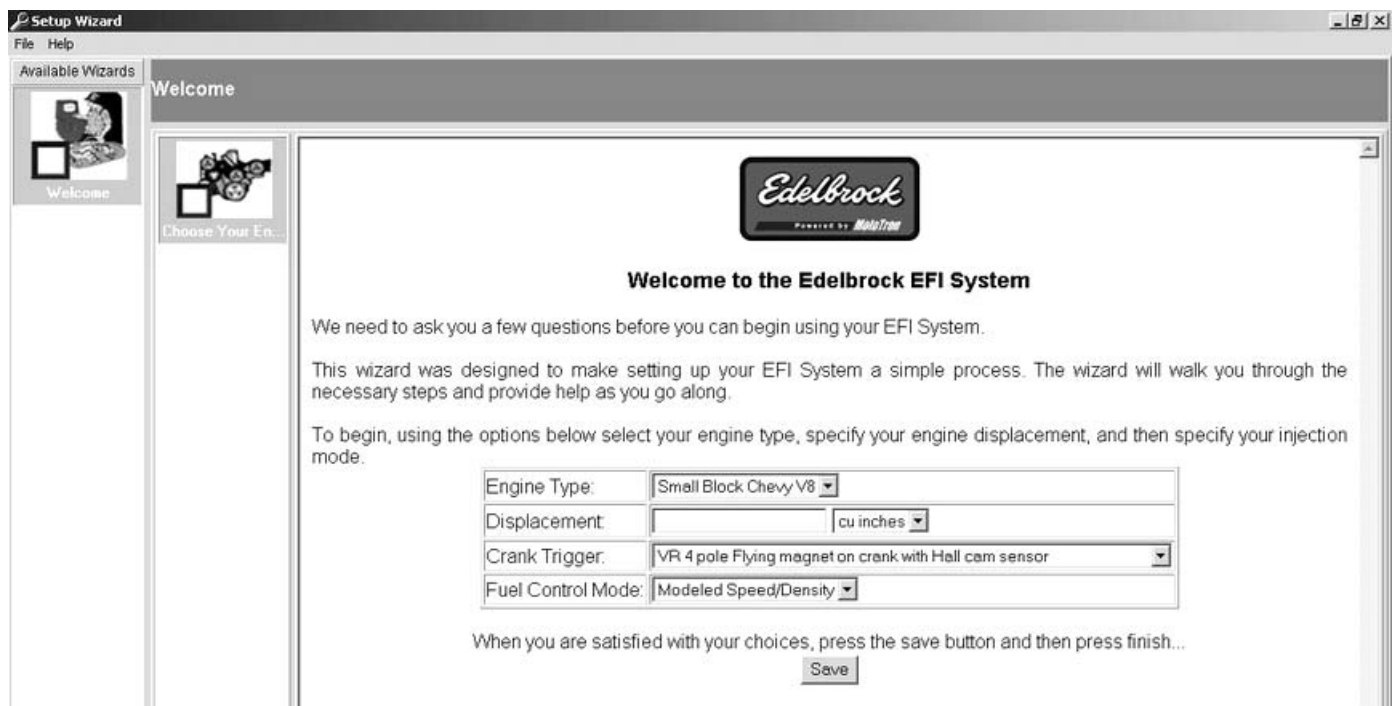 Setup Wizard
File Help
Available Wizards
Welcome
Welcome
Choose Your En...
Edelbrock
Powered by MotoTron
Welcome to the Edelbrock EFI System
We need to ask you a few questions before you can begin using your EFI System.
This wizard was designed to make setting up your EFI System a simple process. The wizard will walk you through the
necessary steps and provide help as you go along.
To begin, using the options below select your engine type, specify your engine displacement, and then specify your injection
mode.
Engine Type: Small Block Chevy V8
Displacement: cu inches
Crank Trigger: VR 4 pole Flying magnet on crank with Hall cam sensor
Fuel Control Mode: Modeled Speed/Density
When you are satisfied with your choices, press the save button and then press finish...
Save